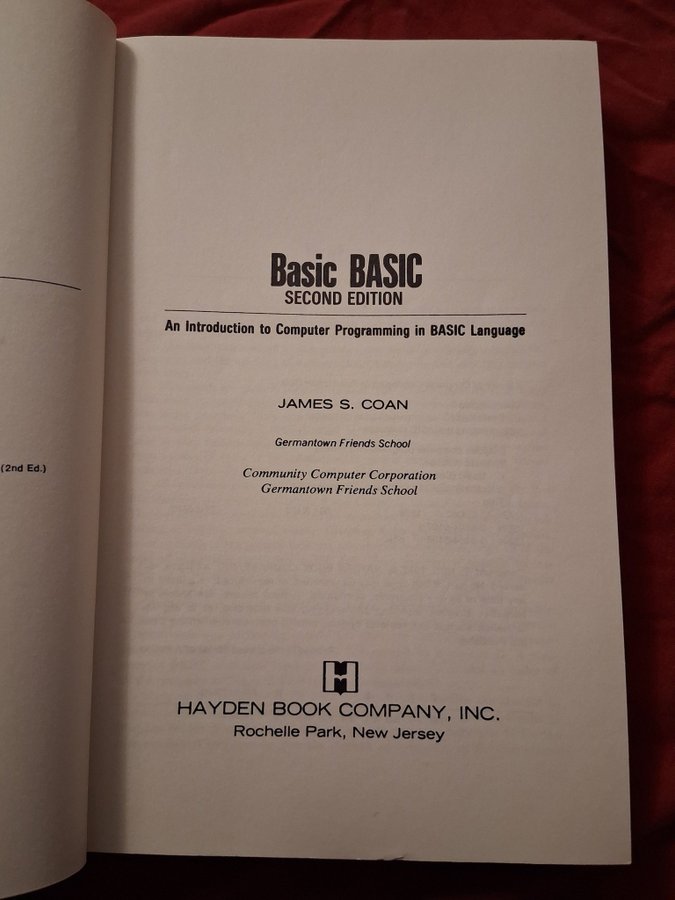 (2nd Ed.)
Basic BASIC
SECOND EDITION
An Introduction to Computer Programming in BASIC Language
JAMES S. COAN
Germantown Friends School
Community Computer Corporation
Germantown Friends School
H
HAYDEN BOOK COMPANY, INC.
Rochelle Park, New Jersey